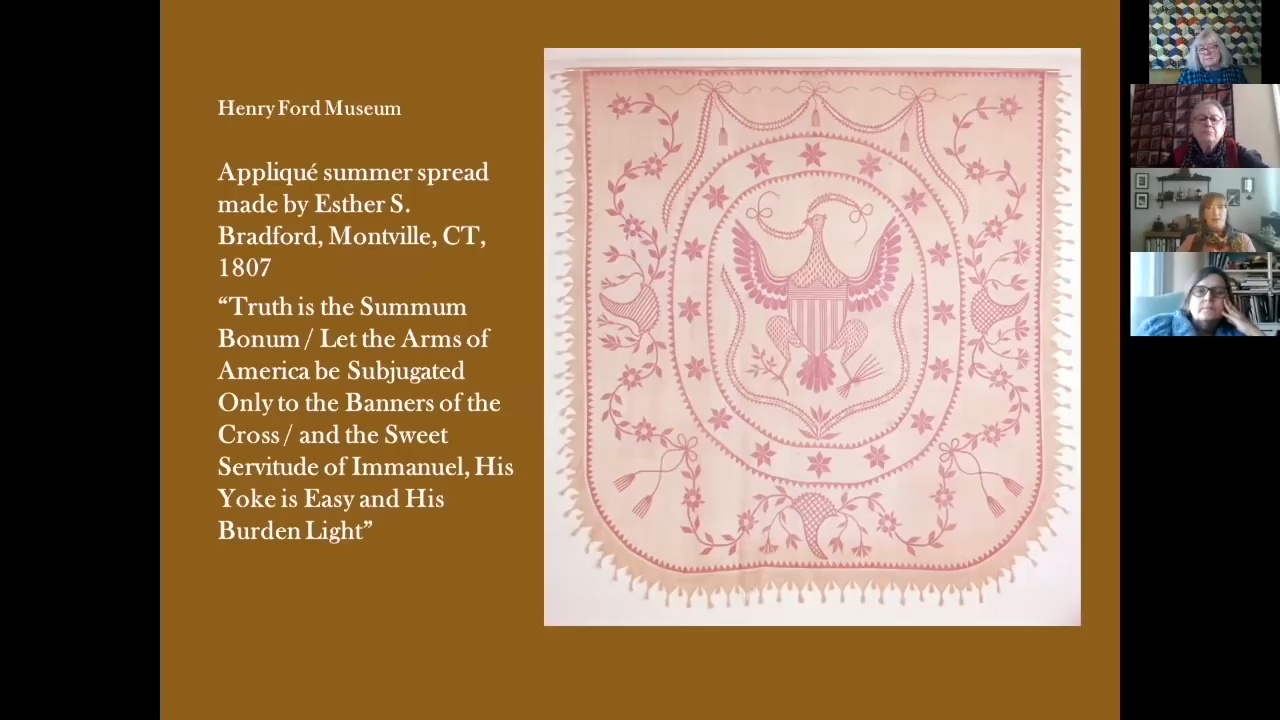 Henry Ford Museum
Appliqué summer spread
made by Esther S.
Bradford, Montville, CT,
1807
“Truth is the Summum
Bonum / Let the Arms of
America be Subjugated
Only to the Banners of the
Cross / and the Sweet
Servitude of Immanuel, His
Yoke is Easy and His
Burden Light”